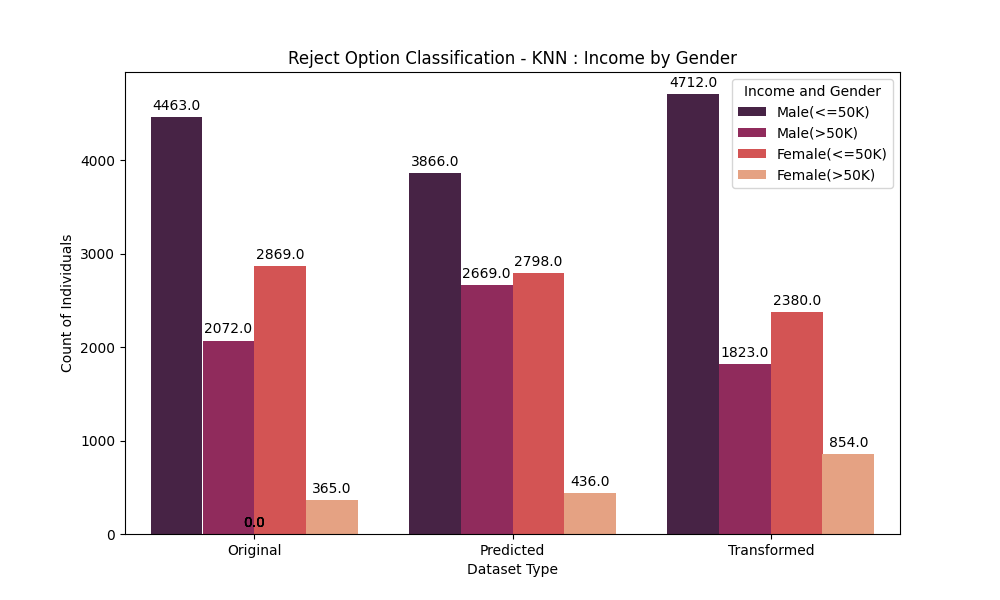 Reject Option Classification - KNN : Income by Gender
Income and Gender
Male(<=50K)
Male(>50K)
Female(<=50K)
Female(>50K)
Count of Individuals
4000
3000
2000
1000
0
4463.0
2072.0
2869.0
365.0
0.0
3866.0
2669.0
2798.0
436.0
4712.0
1823.0
2380.0
854.0
Original
Predicted
Transformed
Dataset Type